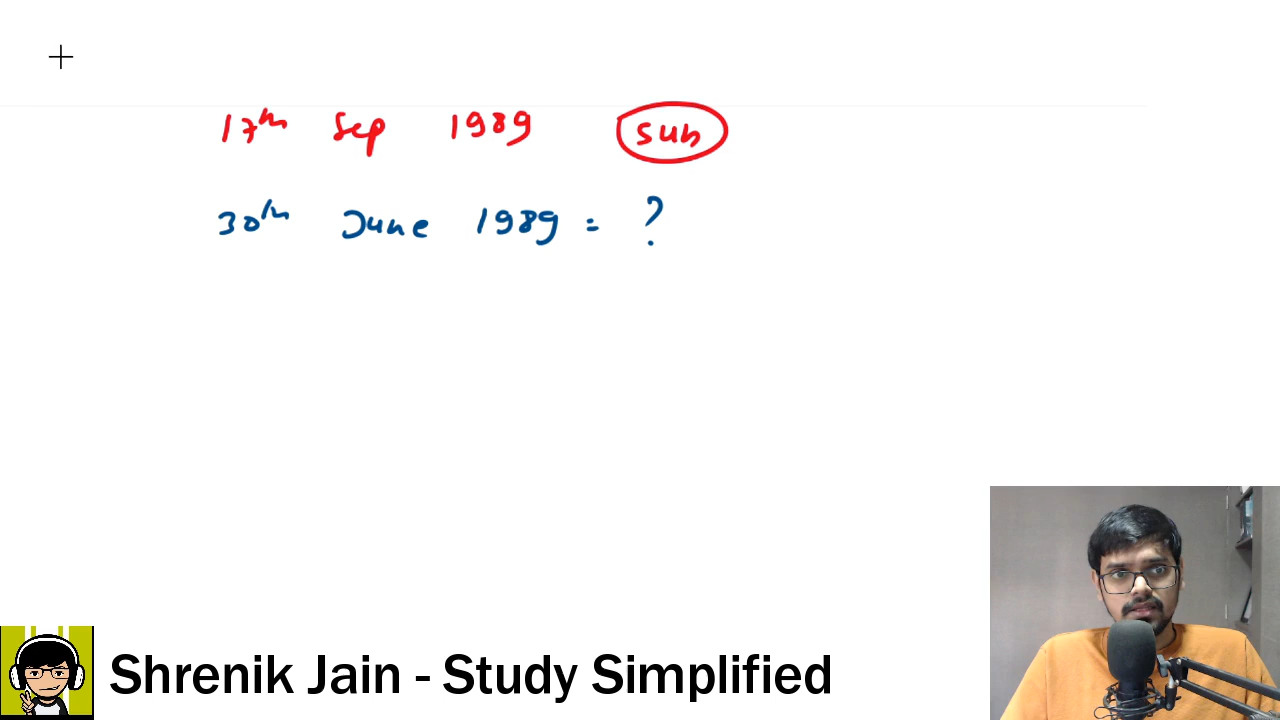 17th Sep 1989 sun
30th June 1989 = ?
Shrenik Jain - Study Simplified